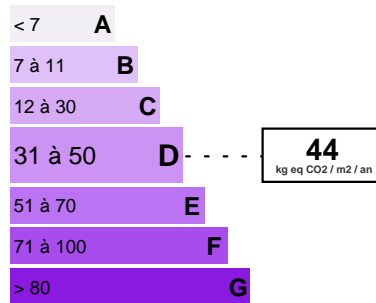 < 7 A
7 à 11 B
12 à 30 C
31 à 50 D
44
kg eq CO2 / m2 / an
51 à 70 E
71 à 100 F
> 80 G